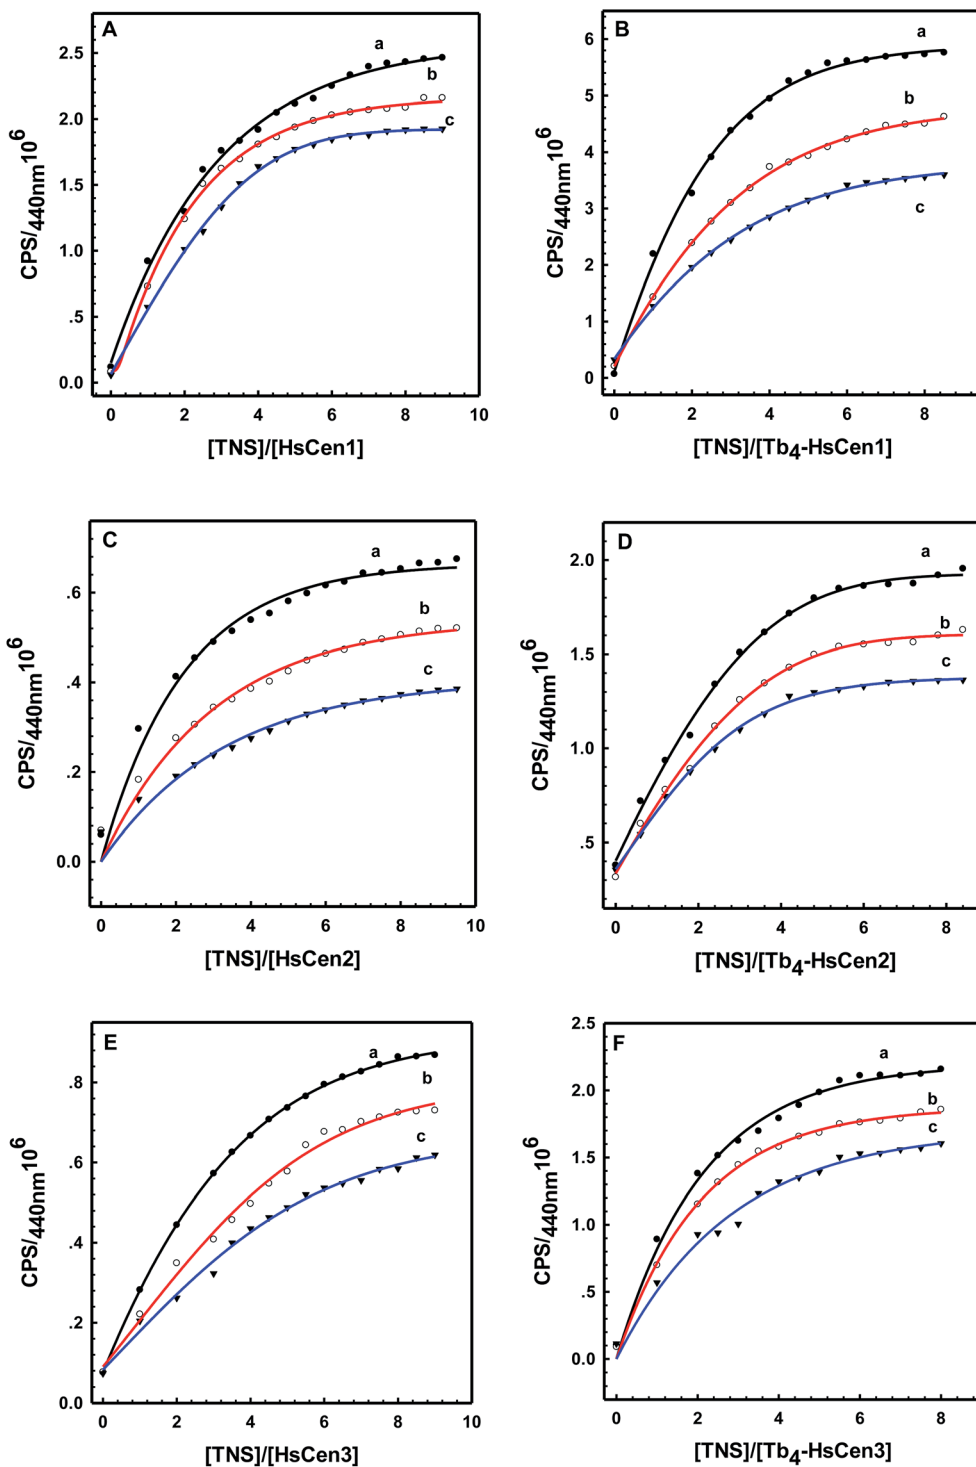 A
a
b
c
2.5
2.0
1.5
1.0
.5
0.0
0 2 4 6 8 10
CPS/440nm10^6
[TNS]/[HsCen1]
B
a
b
c
6
5
4
3
2
1
0
0 2 4 6 8
CPS/440nm10^6
[TNS]/[Tb4-HsCen1]
C
a
b
c
.6
.4
.2
0.0
0 2 4 6 8 10
CPS/440nm10^6
[TNS]/[HsCen2]
D
a
b
c
2.0
1.5
1.0
.5
0 2 4 6 8
CPS/440nm10^6
[TNS]/[Tb4-HsCen2]
E
a
b
c
.8
.6
.4
.2
0.0
0 2 4 6 8 10
CPS/440nm10^6
[TNS]/[HsCen3]
F
a
b
c
2.5
2.0
1.5
1.0
.5
0.0
0 2 4 6 8
CPS/440nm10^6
[TNS]/[Tb4-HsCen3]